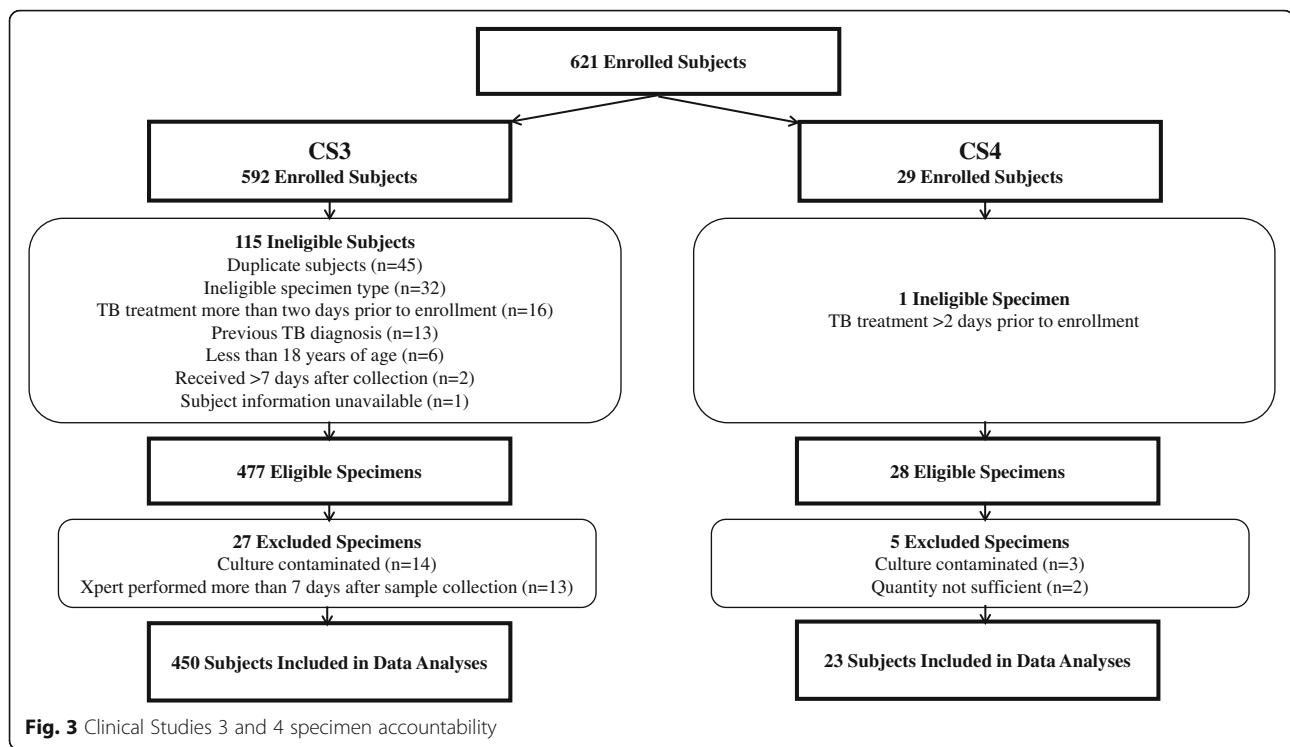 621 Enrolled Subjects
CS3
592 Enrolled Subjects
CS4
29 Enrolled Subjects
115 Ineligible Subjects
Duplicate subjects (n=45)
Ineligible specimen type (n=32)
TB treatment more than two days prior to enrollment (n=16)
Previous TB diagnosis (n=13)
Less than 18 years of age (n=6)
Received >7 days after collection (n=2)
Subject information unavailable (n=1)
1 Ineligible Specimen
TB treatment >2 days prior to enrollment
477 Eligible Specimens
28 Eligible Specimens
27 Excluded Specimens
Culture contaminated (n=14)
Xpert performed more than 7 days after sample collection (n=13)
5 Excluded Specimens
Culture contaminated (n=3)
Quantity not sufficient (n=2)
450 Subjects Included in Data Analyses
23 Subjects Included in Data Analyses
Fig. 3 Clinical Studies 3 and 4 specimen accountability